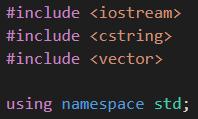 #include <iostream>
#include <cstring>
#include <vector>
using namespace std;